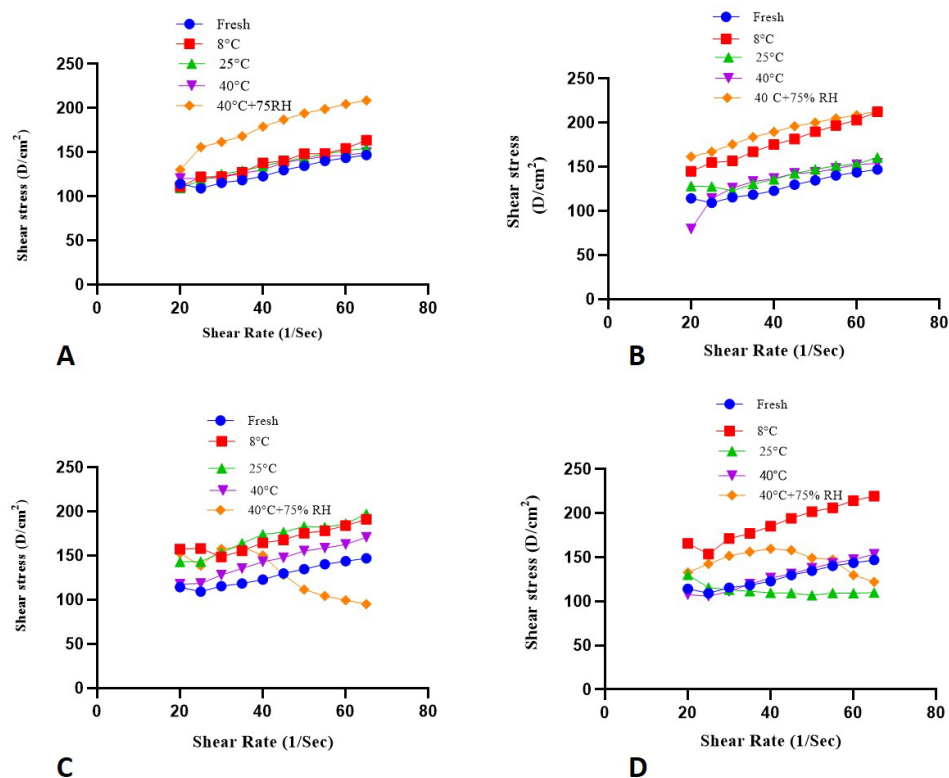 Fresh
8°C
25°C
40°C
40°C+75RH
250
200
150
100
50
0
0 20 40 60 80
Shear stress (D/cm²)
Shear Rate (1/Sec)
A
Fresh
8°C
25°C
40°C
40 C+75% RH
250
200
150
100
50
0
0 20 40 60 80
Shear stress
(D/cm²)
Shear Rate (1/Sec)
B
Fresh
8°C
25°C
40°C
40°C+75% RH
250
200
150
100
50
0
0 20 40 60 80
Shear stress (D/cm²)
Shear Rate (1/Sec)
C
Fresh
8°C
25°C
40°C
40°C+75% RH
250
200
150
100
50
0
0 20 40 60 80
Shear stress (D/cm²)
Shear Rate (1/Sec)
D